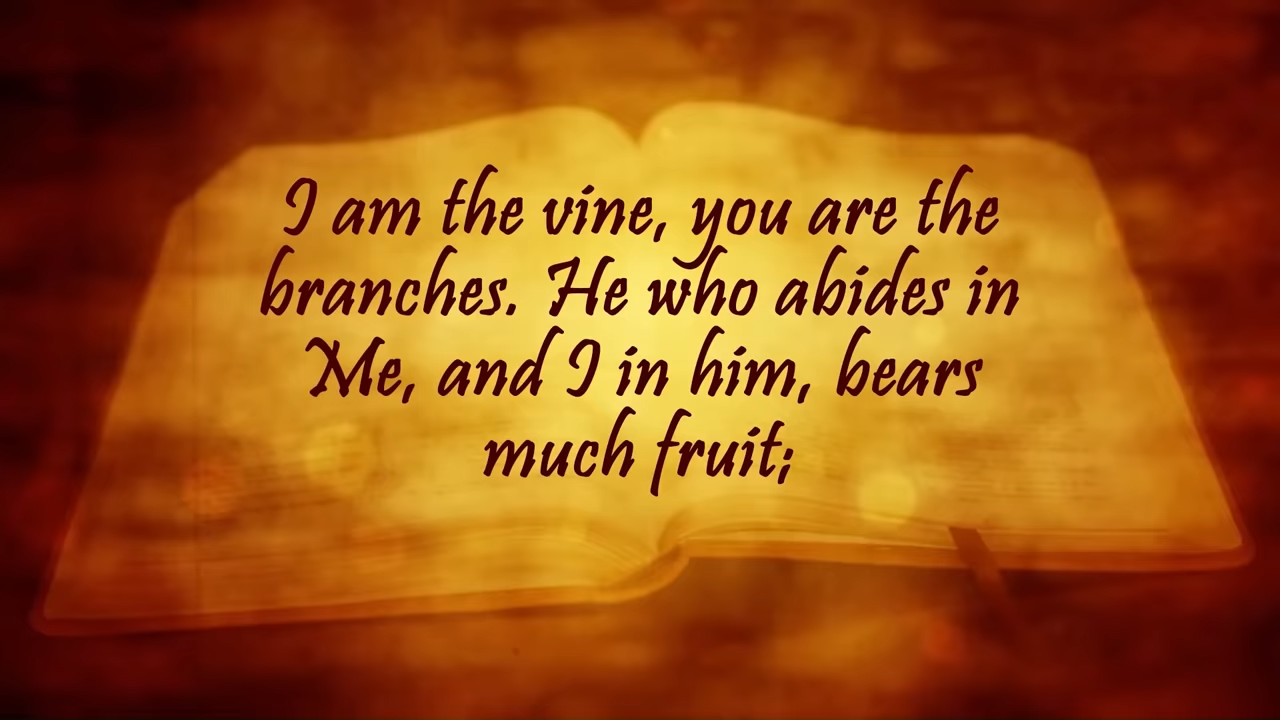 I am the vine, you are the
branches. He who abides in
Me, and I in him, bears
much fruit;